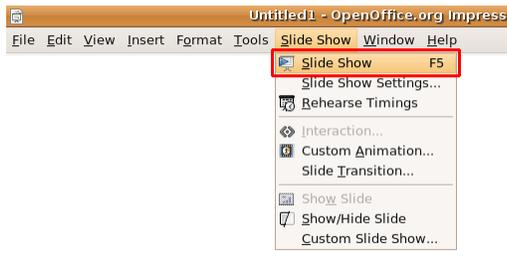 Untitled1 - OpenOffice.org Impress
File Edit View Insert Format Tools Slide Show Window Help
Slide Show F5
Slide Show Settings...
Rehearse Timings
Interaction...
Custom Animation...
Slide Transition...
Show Slide
Show/Hide Slide
Custom Slide Show...